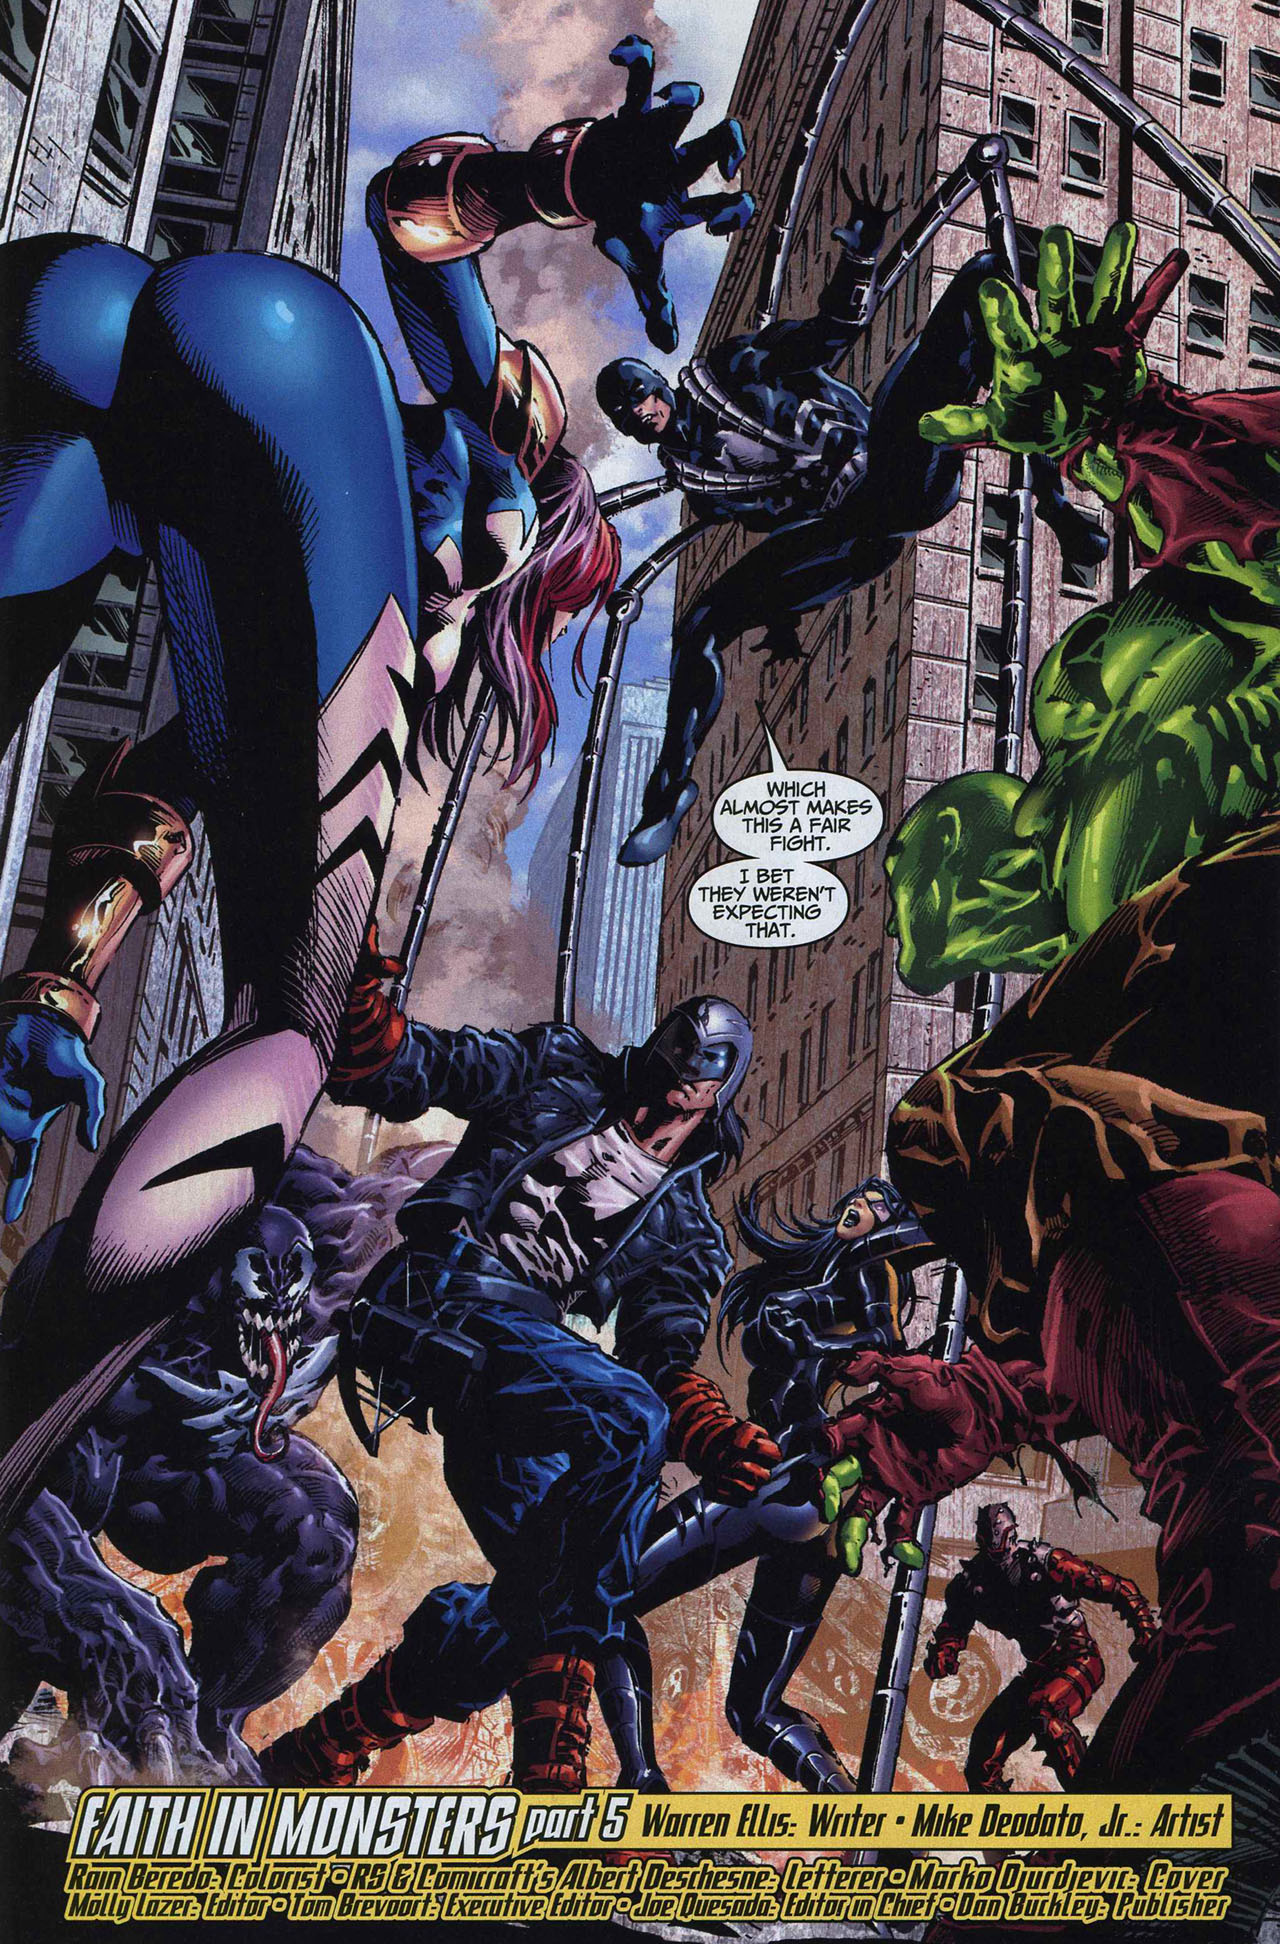 WHICH
ALMOST MAKES
THIS A FAIR
FIGHT.
I BET
THEY WEREN'T
EXPECTING
THAT.
FAITH IN MONSTERS part 5 Warren Ellis: Writer • Mike Deodato, Jr.: Artist
Rain Beredo: Colorist • RS & Comicraft's Albert Deschesne: Letterer • Marko Djurdjevic: Cover
Molly Lazer: Editor • Tom Brevoort: Executive Editor • Joe Quesada: Editor in Chief • Dan Buckley: Publisher